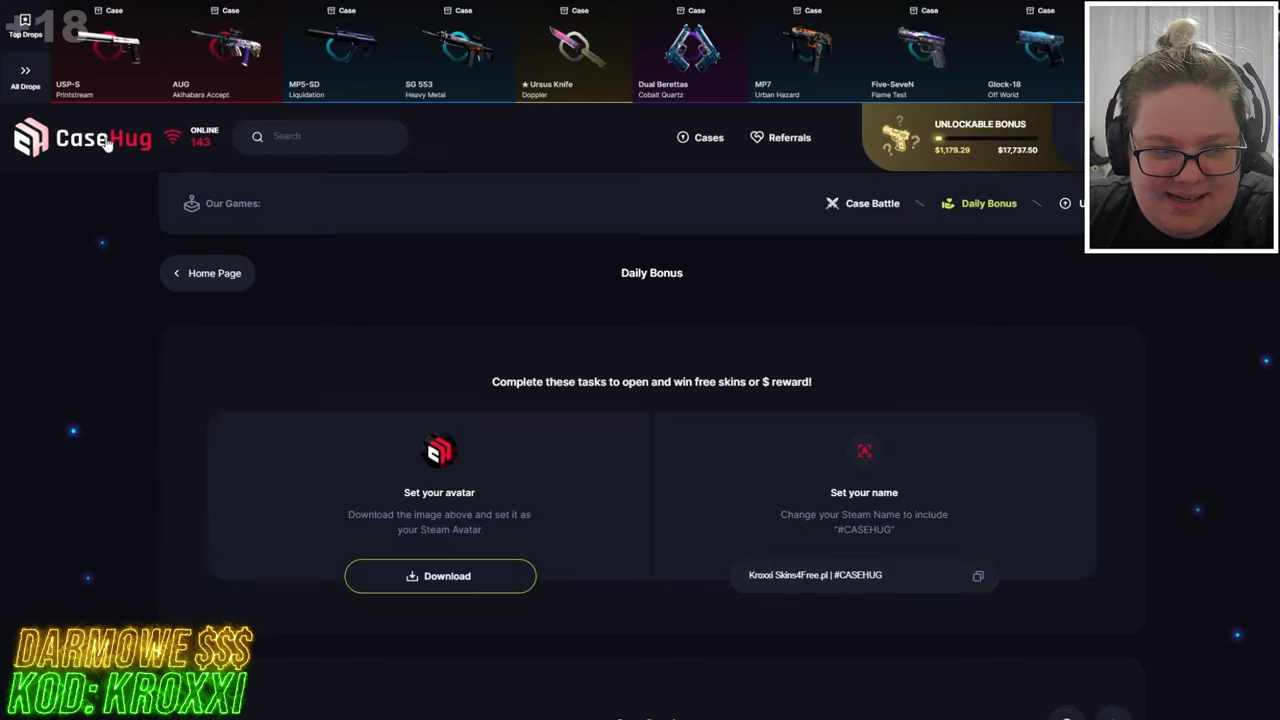 +18
Top Drops
All Drops
Case
USP-S
Printstream
Case
AUG
Akihabara Accept
Case
MP5-SD
Liquidation
Case
SG 553
Heavy Metal
Case
★ Ursus Knife
Doppler
Case
Dual Berettas
Cobalt Quartz
Case
MP7
Urban Hazard
Case
Five-SeveN
Flame Test
Case
Glock-18
Off World
CaseHug
ONLINE
143
Search
Cases
Referrals
UNLOCKABLE BONUS
$1,179.29 $17,737.50
Our Games:
Case Battle
Daily Bonus
U
Home Page
Daily Bonus
Complete these tasks to open and win free skins or $ reward!
Set your avatar
Download the image above and set it as
your Steam Avatar
Download
Set your name
Change your Steam Name to include
"#CASEHUG"
Kroxxi Skins4Free.pl | #CASEHUG
DARMOWE $$$
KOD: KROXXI